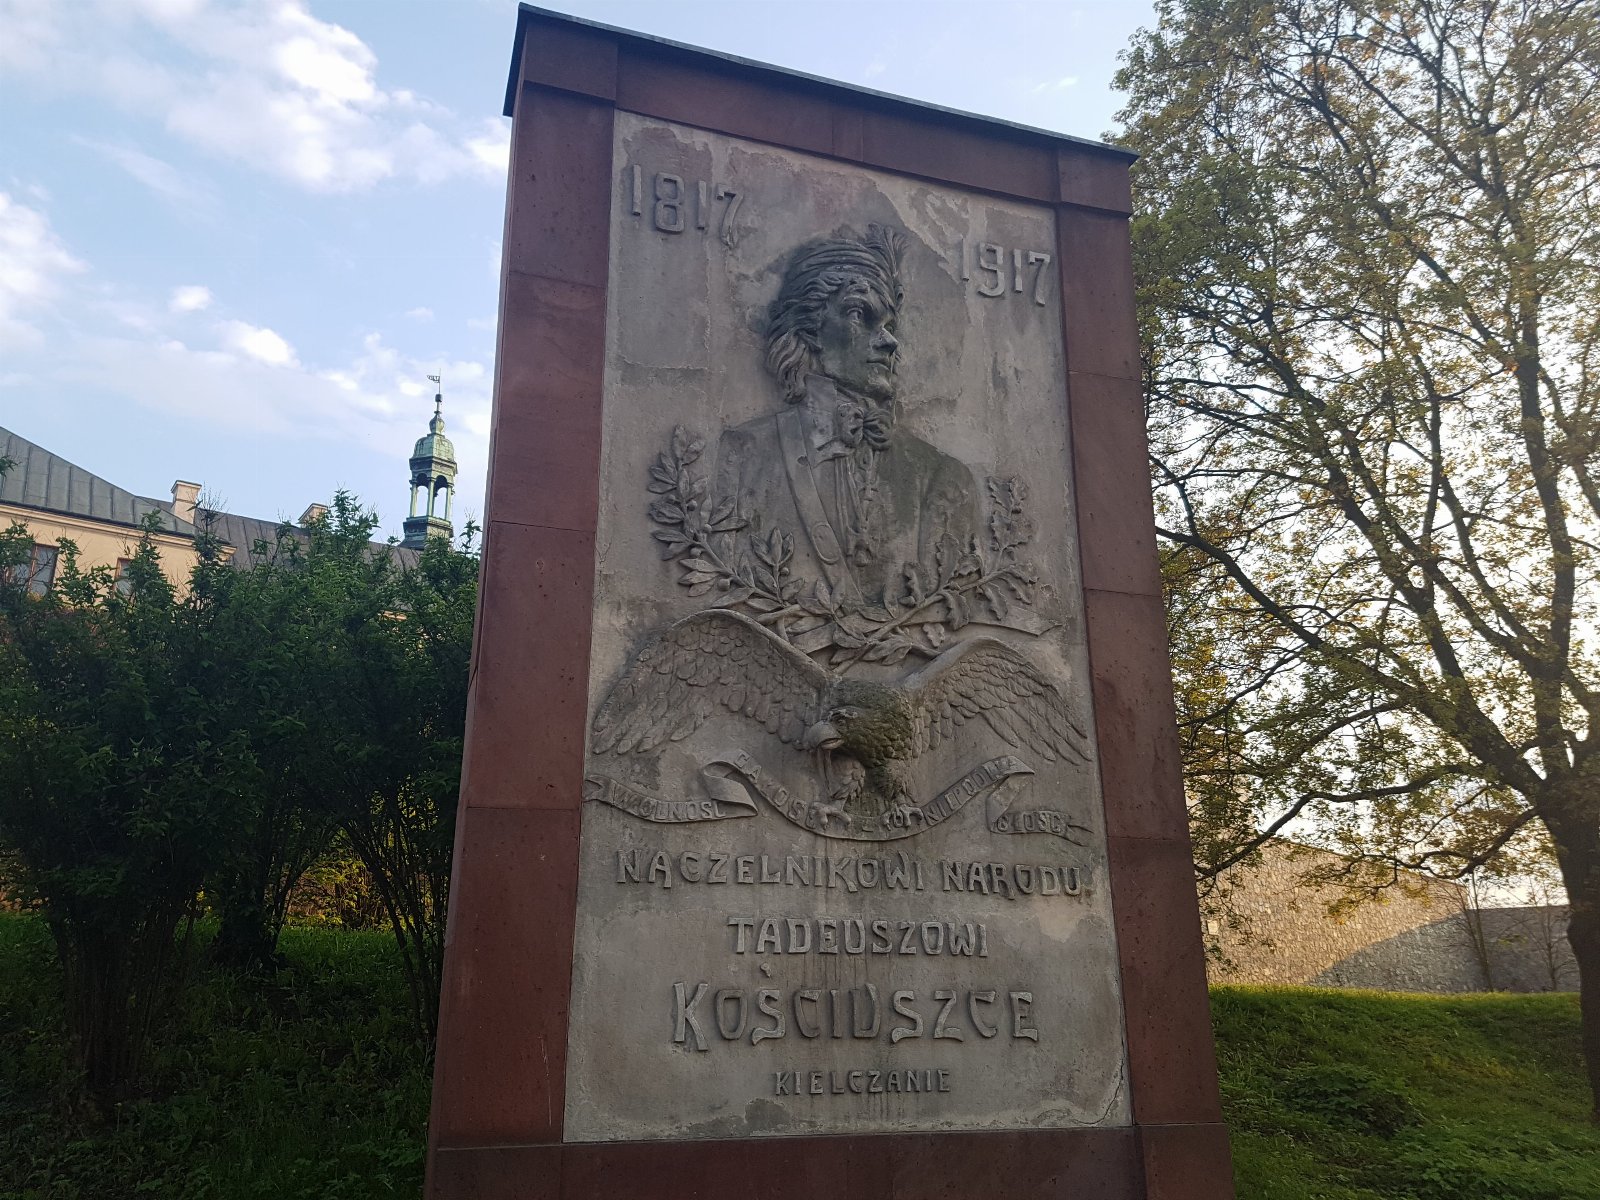 1817
1917
WOLNOŚĆ CAŁOŚĆ I NIEPODLEGŁOŚĆ
NACZELNIKOWI NARODU
TADEUSZOWI
KOŚCIUSZCE
KIELCZANIE